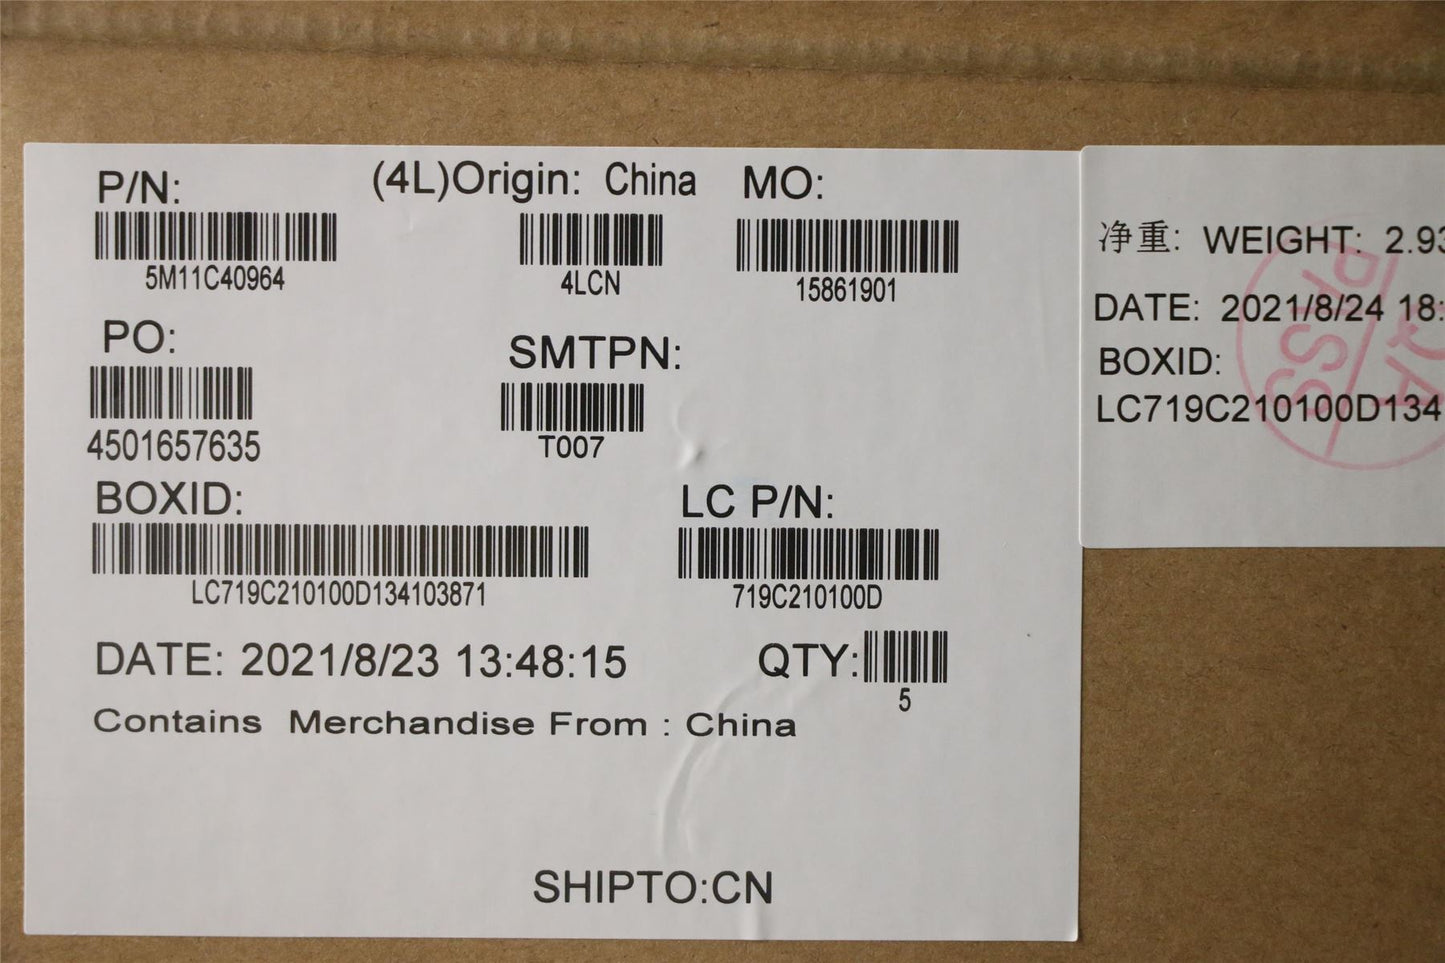 P/N:
(4L)Origin: China
MO:
5M11C40964
4LCN
15861901
PO:
SMTPN:
4501657635
T007
BOXID:
LC P/N:
LC719C210100D134103871
719C210100D
DATE: 2021/8/23 13:48:15
QTY:
5
Contains Merchandise From : China
SHIPTO:CN
净重: WEIGHT: 2.93
DATE: 2021/8/24 18:
BOXID:
LC719C210100D134